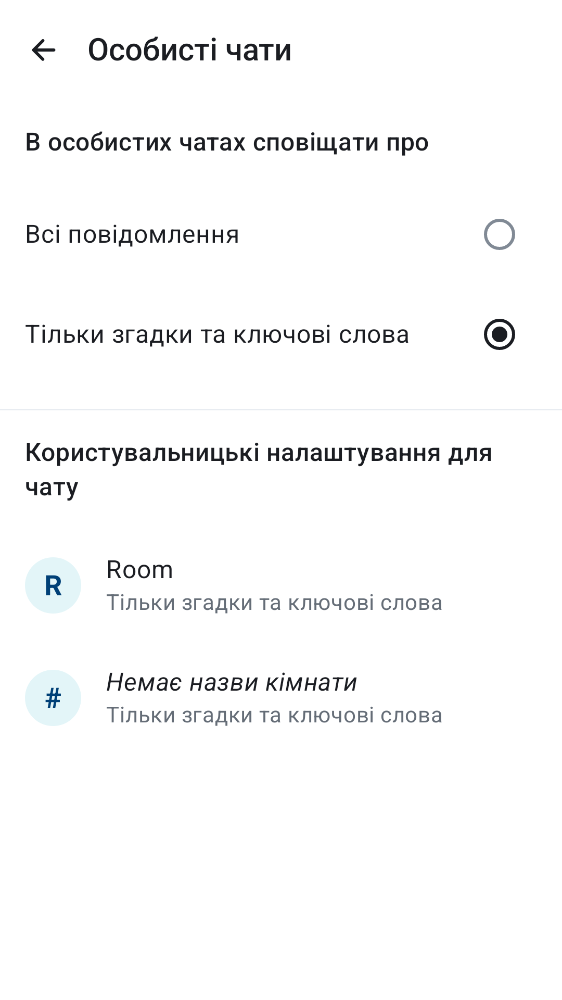 Особисті чати
В особистих чатах сповіщати про
Всі повідомлення
Тільки згадки та ключові слова
Користувальницькі налаштування для
чату
R
Room
Тільки згадки та ключові слова
#
Немає назви кімнати
Тільки згадки та ключові слова